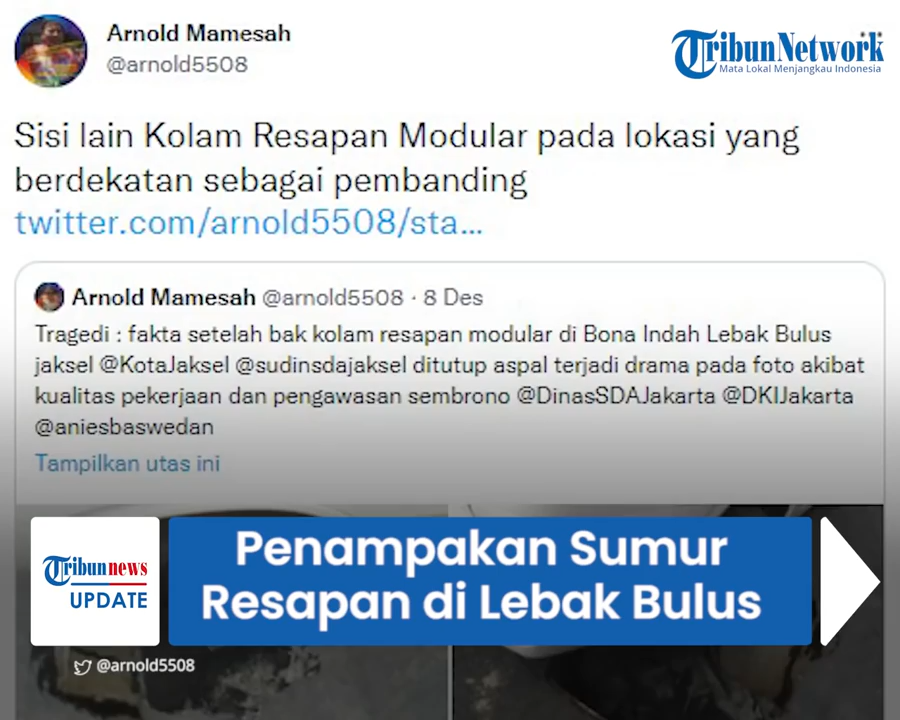 Arnold Mamesah
@arnold5508
TribunNetwork
Mata Lokal Menjangkau Indonesia
Sisi lain Kolam Resapan Modular pada lokasi yang
berdekatan sebagai pembanding
twitter.com/arnold5508/sta...
Arnold Mamesah @arnold5508 · 8 Des
Tragedi : fakta setelah bak kolam resapan modular di Bona Indah Lebak Bulus
jaksel @KotaJaksel @sudinsdajaksel ditutup aspal terjadi drama pada foto akibat
kualitas pekerjaan dan pengawasan sembrono @DinasSDAJakarta @DKIJakarta
@aniesbaswedan
Tampilkan utas ini
Tribunnews
UPDATE
Penampakan Sumur
Resapan di Lebak Bulus
@arnold5508